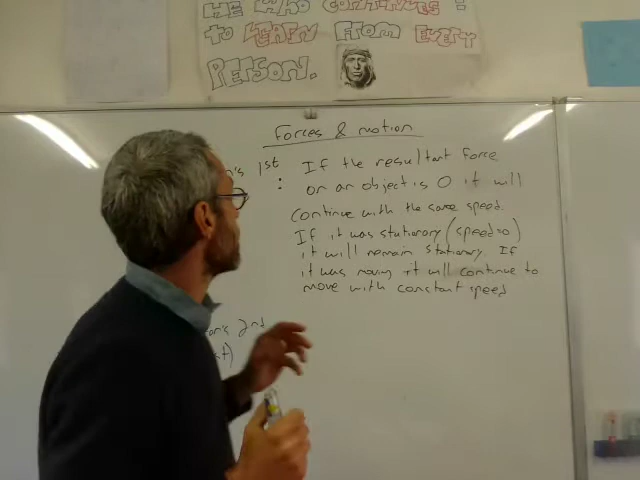 HE WHO CONTINUES :
to LEARN FROM EVERY
PERSON.
Forces & motion
's 1st : If the resultant force
on an object is 0 it will
continue with the same speed.
If it was stationary (speed=0)
it will remain stationary. If
it was moving it will continue to
move with constant speed
's 2nd